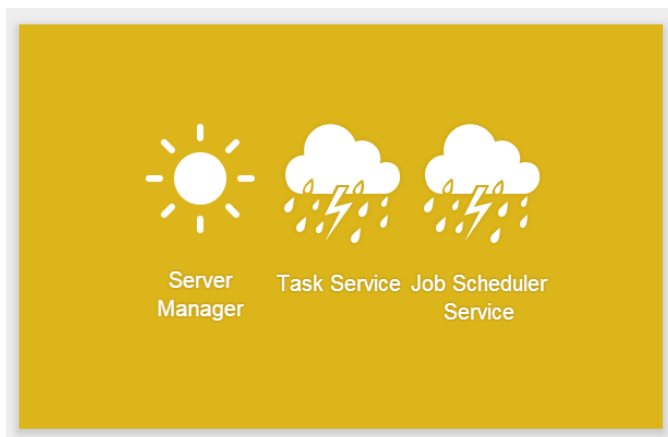 Server
Manager
Task Service
Job Scheduler
Service